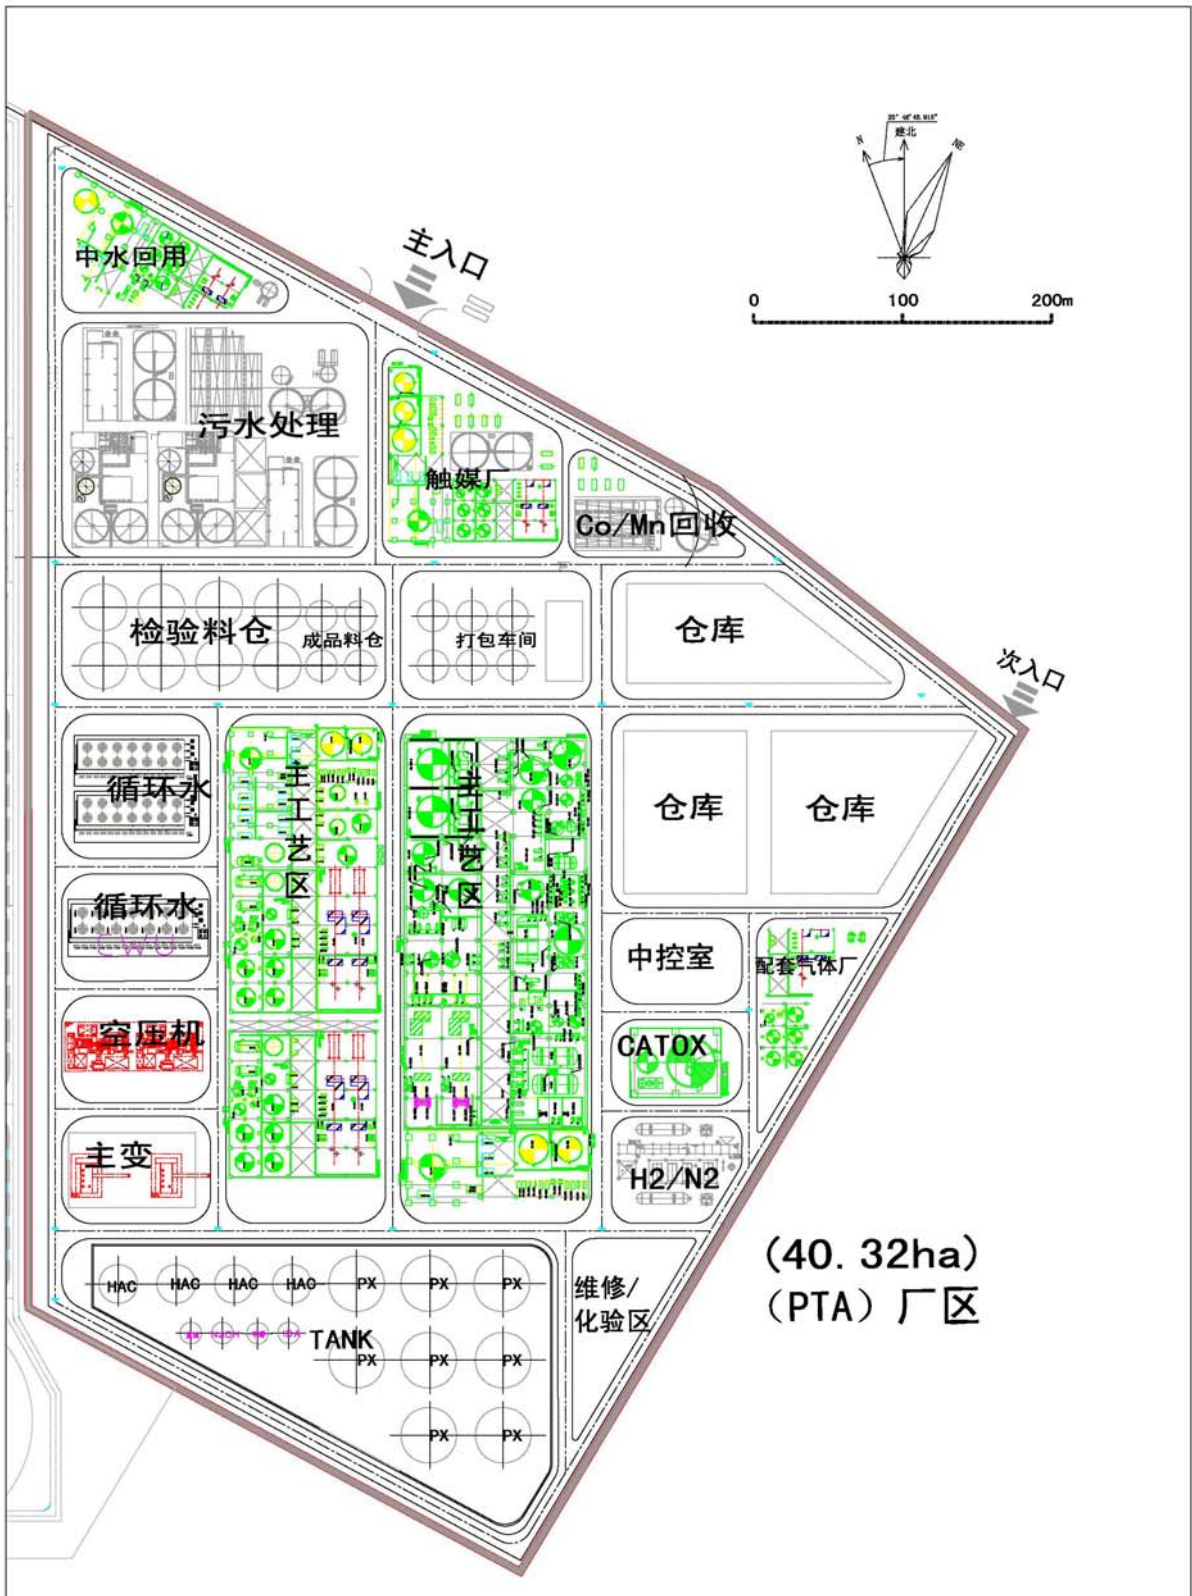 建北
N
NE
主入口
0 100 200m
中水回用
污水处理
触媒厂
Co/Mn回收
检验料仓
成品料仓
打包车间
仓库
次入口
循环水
主工艺区
主工艺区
仓库
仓库
循环水
CWU
中控室
配套气体厂
空压机
CATOX
主变
H2/N2
(40.32ha)
（PTA）厂区
维修/
化验区
HAC HAC HAC HAC PX PX PX
TANK
PX PX PX
PX PX